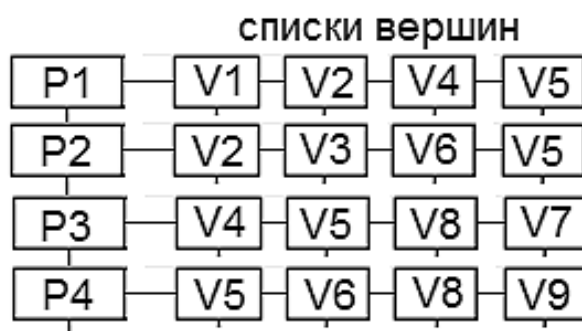 списки вершин
P1 V1 V2 V4 V5
P2 V2 V3 V6 V5
P3 V4 V5 V8 V7
P4 V5 V6 V8 V9